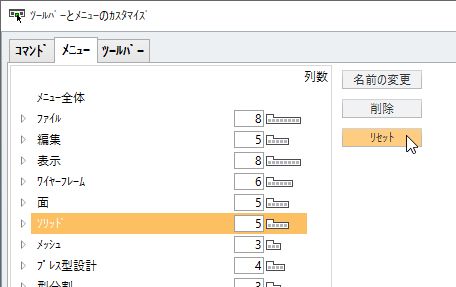 ﾂｰﾙﾊﾞｰとﾒﾆｭｰのｶｽﾀﾏｲｽﾞ
ｺﾏﾝﾄﾞ ﾒﾆｭｰ ﾂｰﾙﾊﾞｰ
列数
ﾒﾆｭｰ全体
ﾌｧｲﾙ 8
編集 5
表示 8
ﾜｲﾔｰﾌﾚｰﾑ 6
面 5
ｿﾘｯﾄﾞ 5
ﾒｯｼｭ 3
ﾌﾟﾚｽ型設計 4
型分割 3
名前の変更
削除
ﾘｾｯﾄ